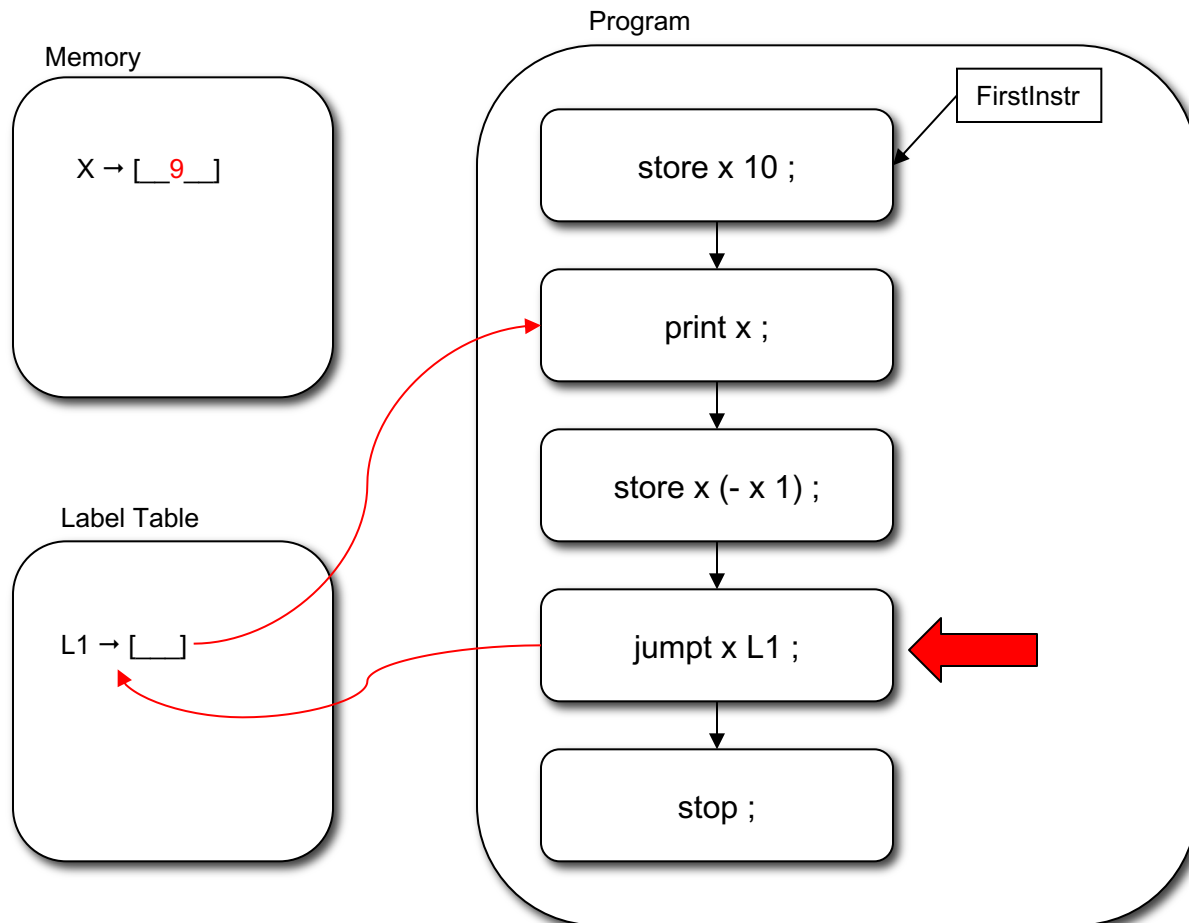 Program
Memory
FirstInstr
X → [__9__]
store x 10 ;
print x ;
store x (- x 1) ;
Label Table
L1 → [___]
jumpt x L1 ;
stop ;